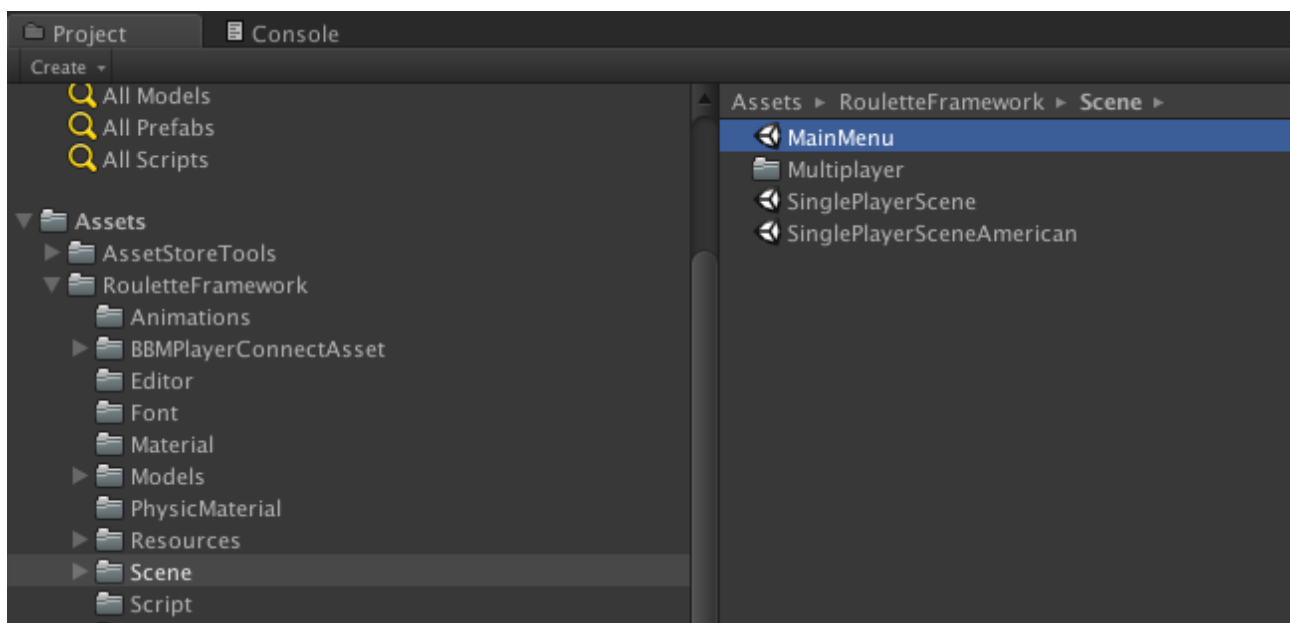 Project
Console
Create
All Models
All Prefabs
All Scripts
Assets
AssetStoreTools
RouletteFramework
Animations
BBMPlayerConnectAsset
Editor
Font
Material
Models
PhysicMaterial
Resources
Scene
Script
Assets ▸ RouletteFramework ▸ Scene ▸
MainMenu
Multiplayer
SinglePlayerScene
SinglePlayerSceneAmerican